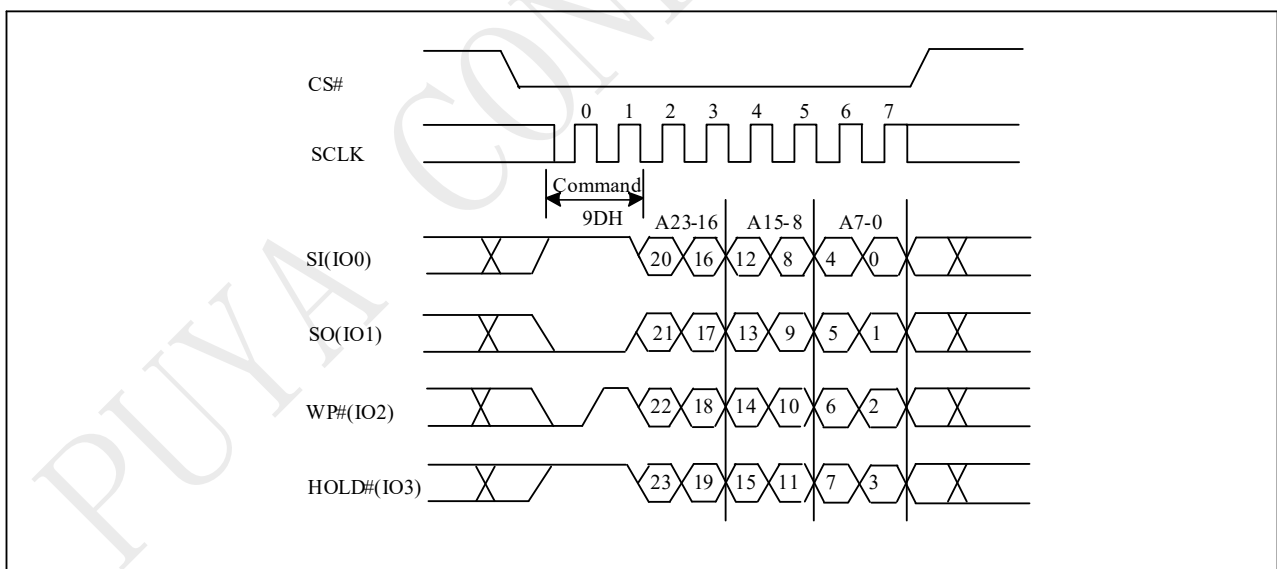 CS#
0 1 2 3 4 5 6 7
SCLK
Command
9DH
A23-16 A15-8 A7-0
SI(IO0) 20 16 12 8 4 0
SO(IO1) 21 17 13 9 5 1
WP#(IO2) 22 18 14 10 6 2
HOLD#(IO3) 23 19 15 11 7 3
PUYA CON